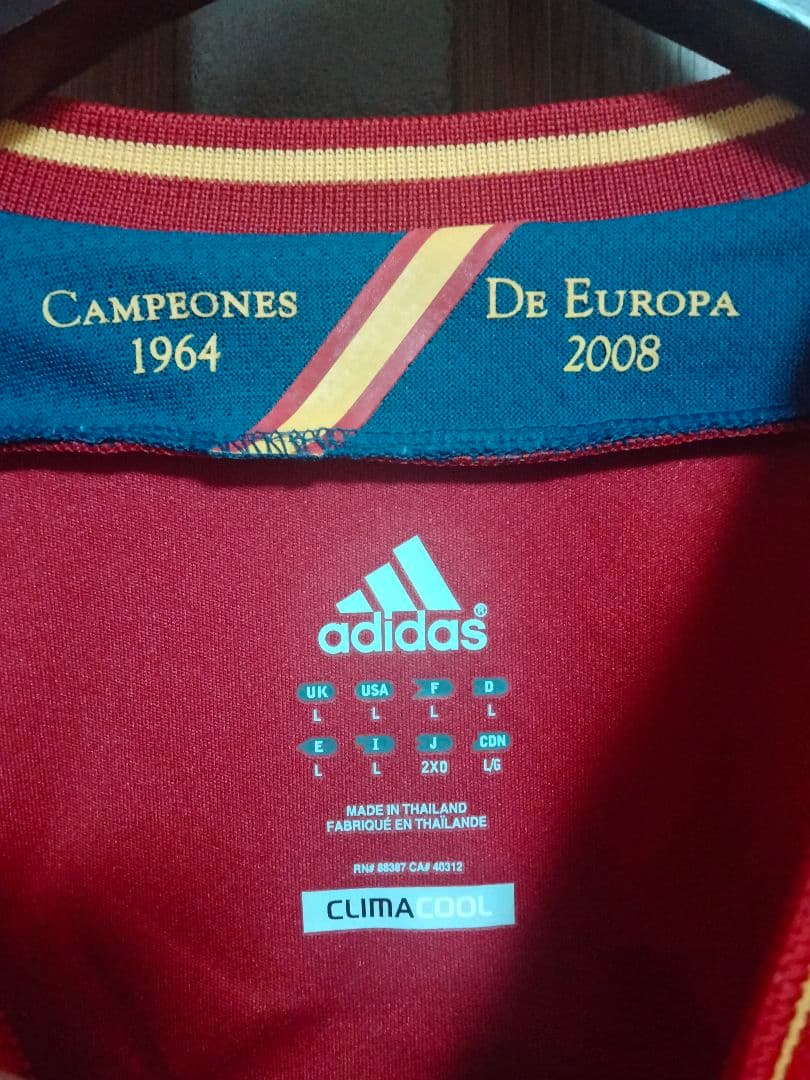 CAMPEONES DE EUROPA
1964 2008
adidas®
UK USA F D
L L L L
E I J CDN
L L 2XO L/G
MADE IN THAILAND
FABRIQUÉ EN THAÏLANDE
RN# 88387 CA# 40312
CLIMACOOL